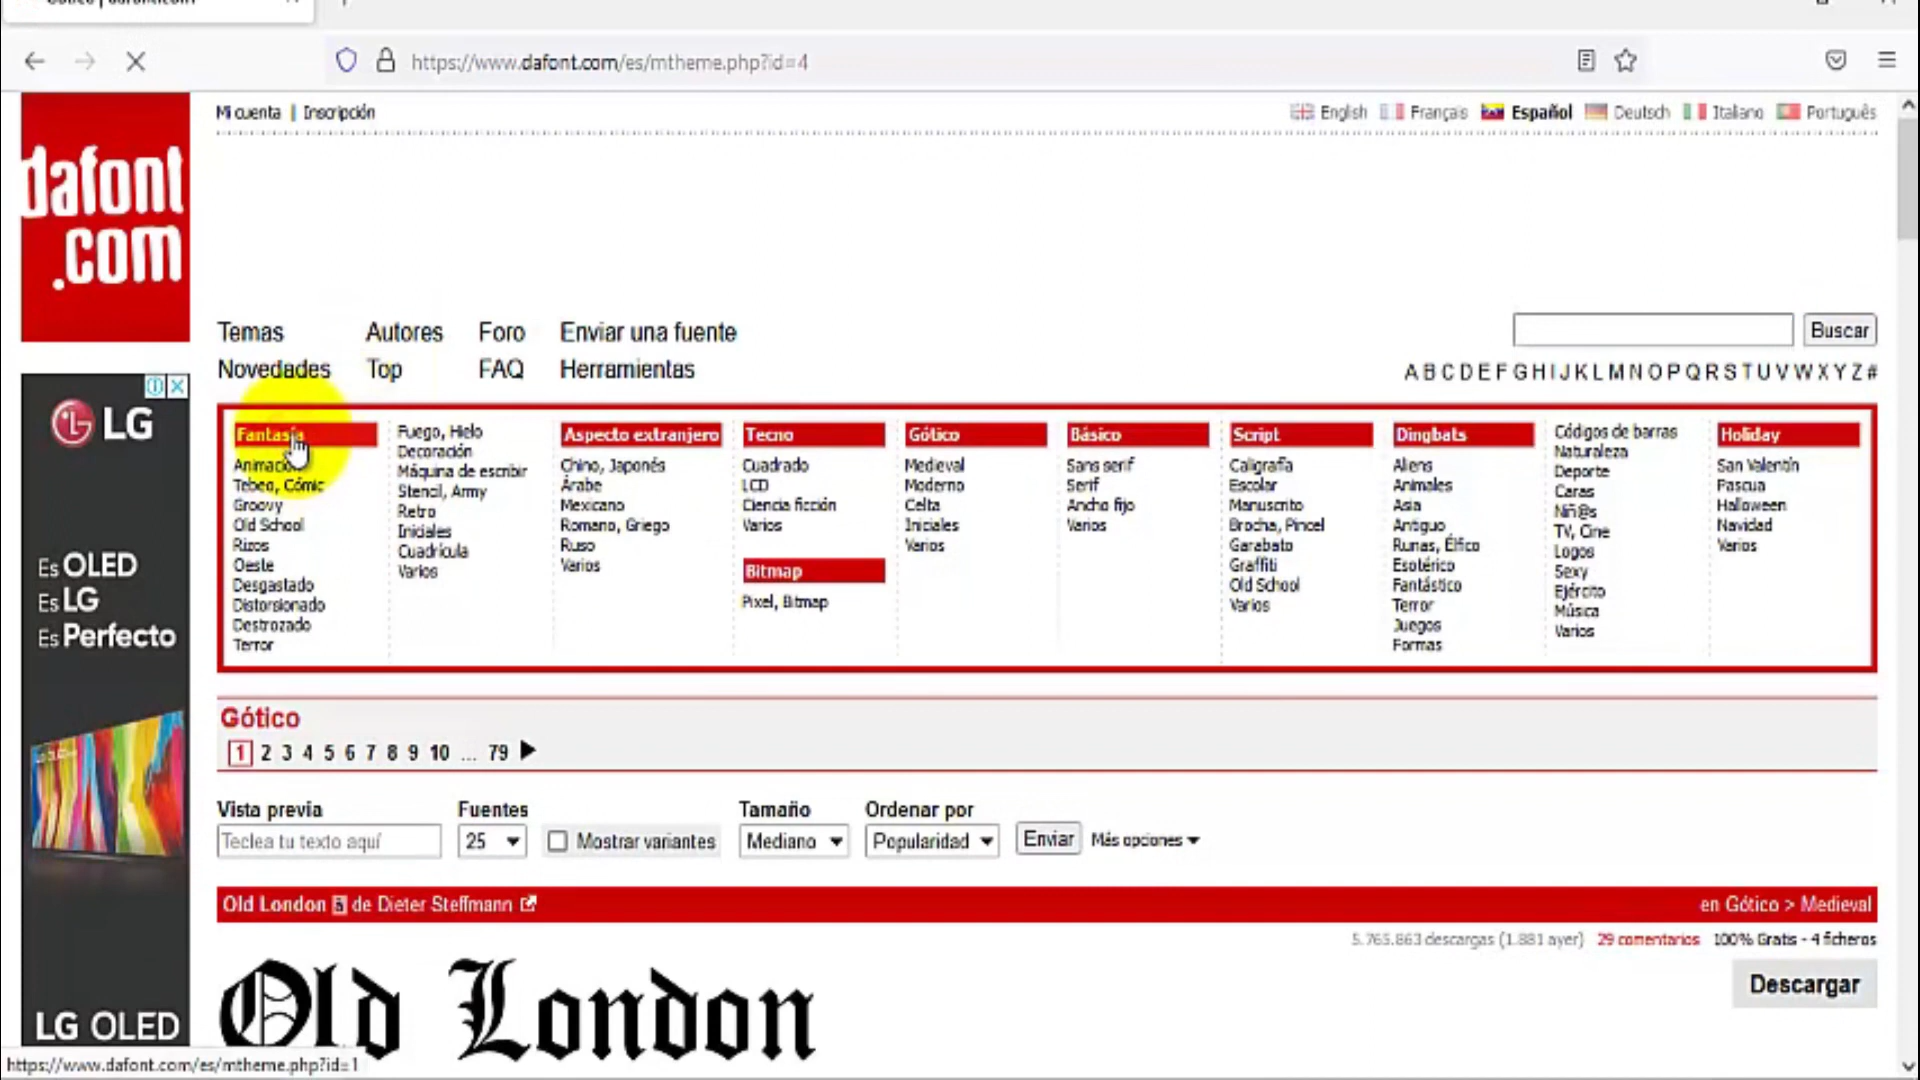 Gótico | dafont.com
https://www.dafont.com/es/mtheme.php?id=4
Mi cuenta | Inscripción
English Français Español Deutsch Italiano Português
dafont
.com
Temas Autores Foro Enviar una fuente
Buscar
Novedades Top FAQ Herramientas
A B C D E F G H I J K L M N O P Q R S T U V W X Y Z #
LG
Es OLED
Es LG
Es Perfecto
LG OLED
Fantasía
Animación
Tebeo, Cómic
Groovy
Old School
Rizos
Oeste
Desgastado
Distorsionado
Destrozado
Terror
Fuego, Hielo
Decoración
Máquina de escribir
Stencil, Army
Retro
Iniciales
Cuadrícula
Varios
Aspecto extranjero
Chino, Japonés
Árabe
Mexicano
Romano, Griego
Ruso
Varios
Tecno
Cuadrado
LCD
Ciencia ficción
Varios
Bitmap
Pixel, Bitmap
Gótico
Medieval
Moderno
Celta
Iniciales
Varios
Básico
Sans serif
Serif
Ancho fijo
Varios
Script
Caligrafía
Escolar
Manuscrito
Brocha, Pincel
Garabato
Graffiti
Old School
Varios
Dingbats
Aliens
Animales
Asia
Antiguo
Runas, Élfico
Esotérico
Fantástico
Terror
Juegos
Formas
Códigos de barras
Naturaleza
Deporte
Caras
Niñ@s
TV, Cine
Logos
Sexy
Ejército
Música
Varios
Holiday
San Valentín
Pascua
Halloween
Navidad
Varios
Gótico
1 2 3 4 5 6 7 8 9 10 ... 79
Vista previa Fuentes Tamaño Ordenar por
Teclea tu texto aquí 25 Mostrar variantes Mediano Popularidad Enviar Más opciones
Old London à de Dieter Steffmann en Gótico > Medieval
5.765.863 descargas (1.881 ayer) 29 comentarios 100% Gratis - 4 ficheros
Old London
Descargar
https://www.dafont.com/es/mtheme.php?id=1